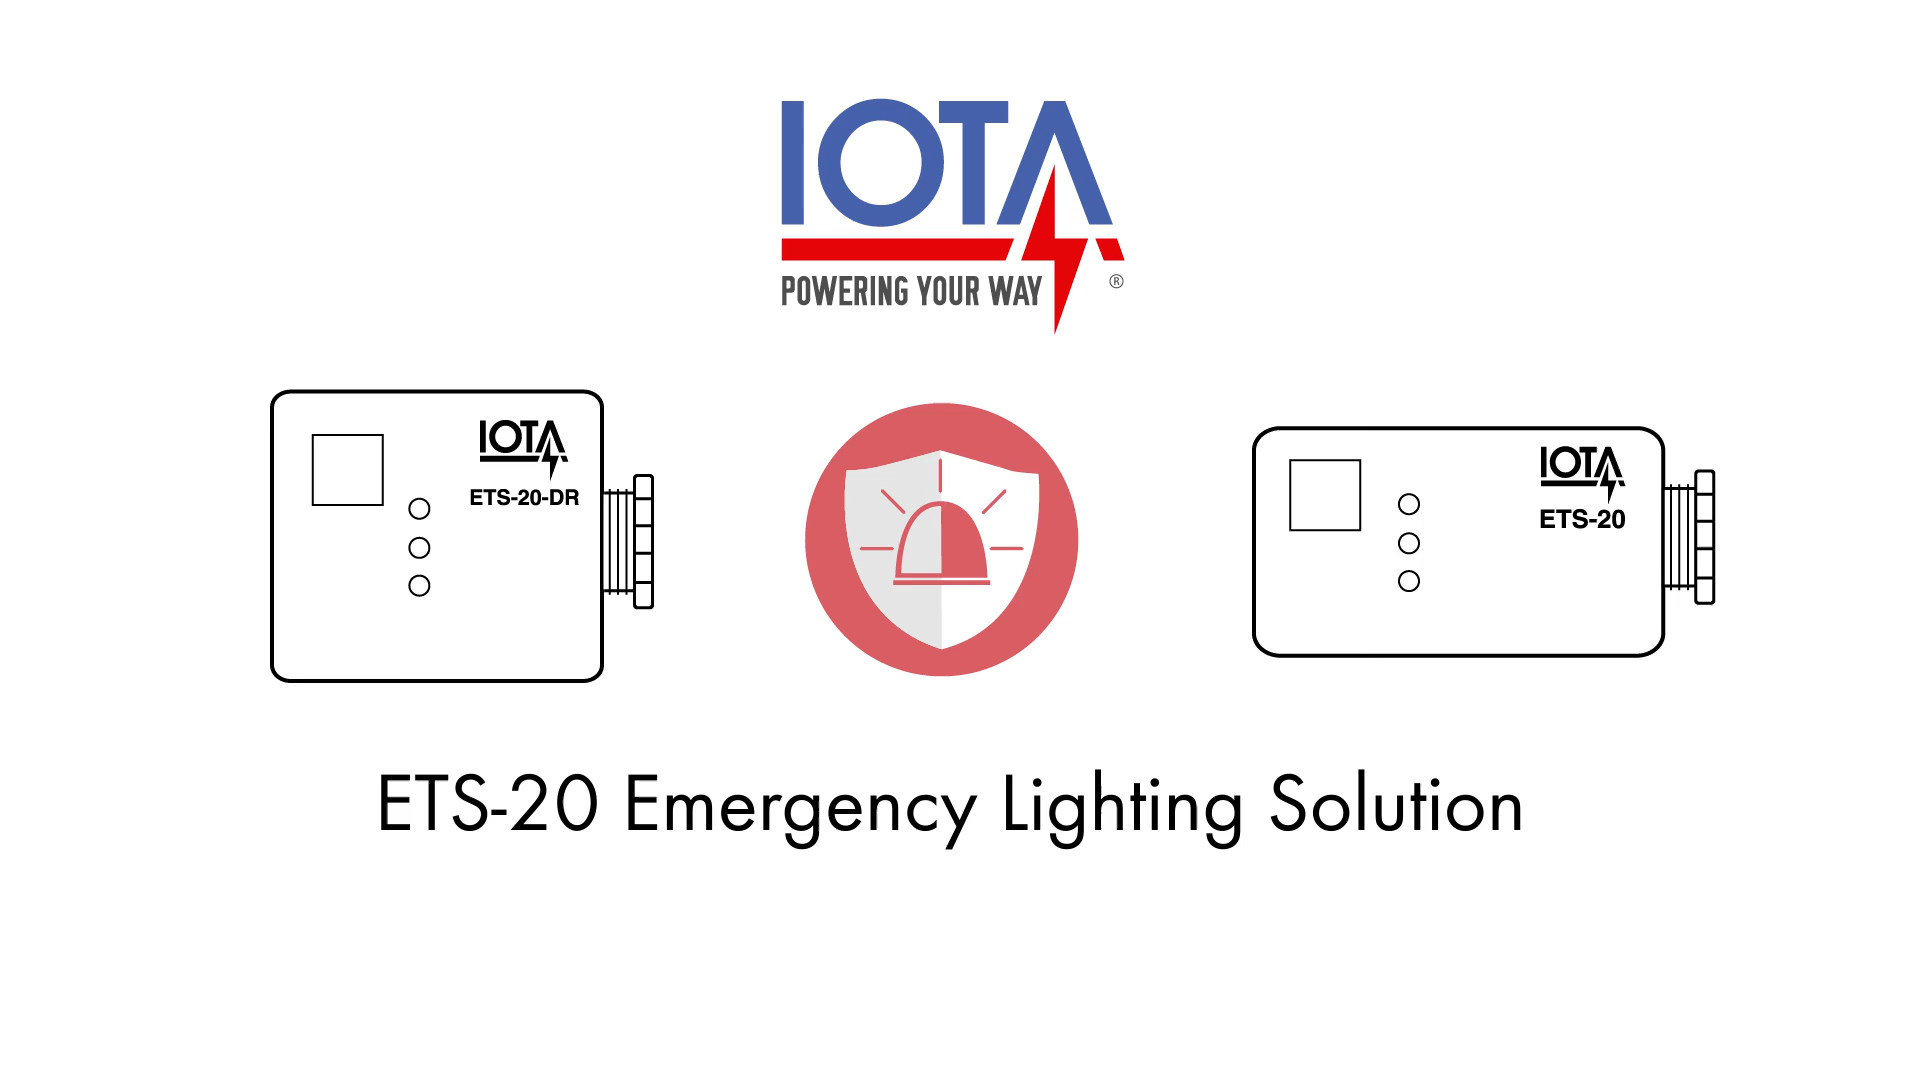 IOTA
POWERING YOUR WAY ®
IOTA
ETS-20-DR
IOTA
ETS-20
ETS-20 Emergency Lighting Solution